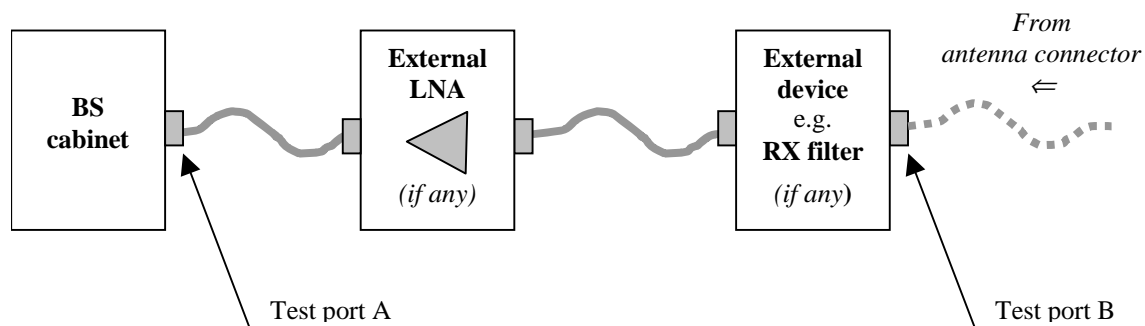 BS
cabinet
External
LNA
(if any)
External
device
e.g.
RX filter
(if any)
From
antenna connector
⇐
Test port A
Test port B